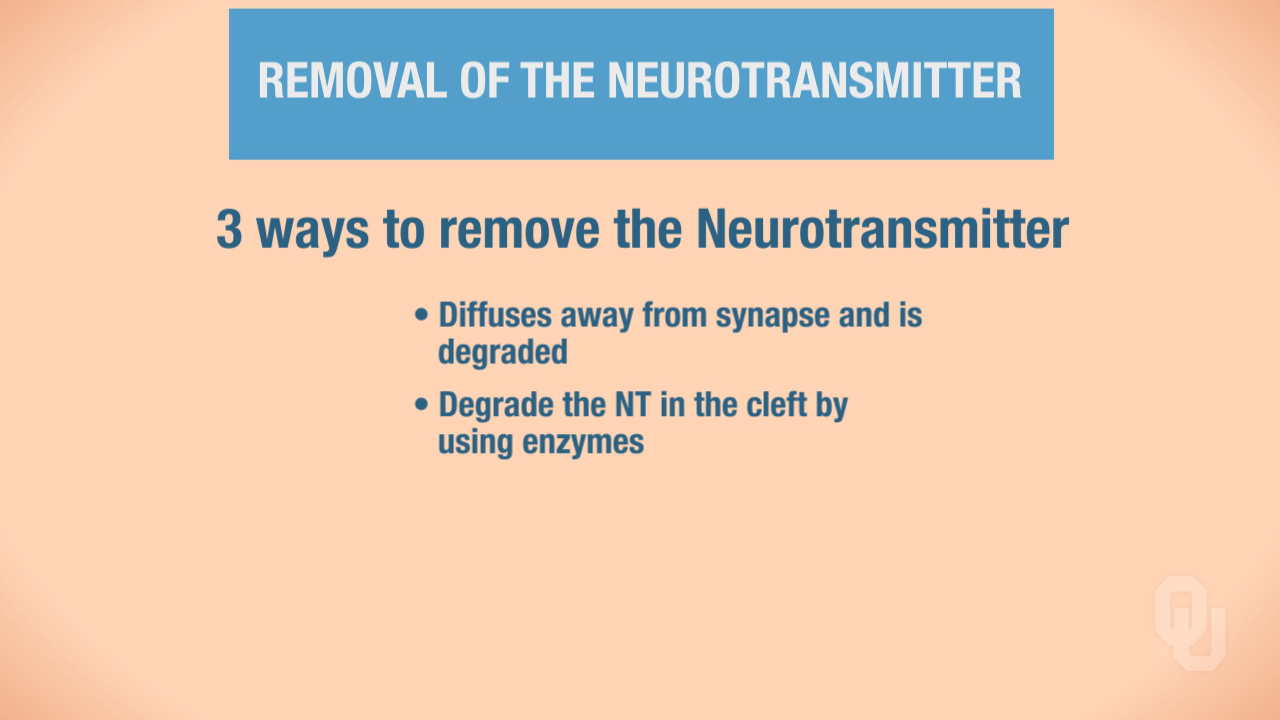 REMOVAL OF THE NEUROTRANSMITTER
3 ways to remove the Neurotransmitter
• Diffuses away from synapse and is
degraded
• Degrade the NT in the cleft by
using enzymes
OU